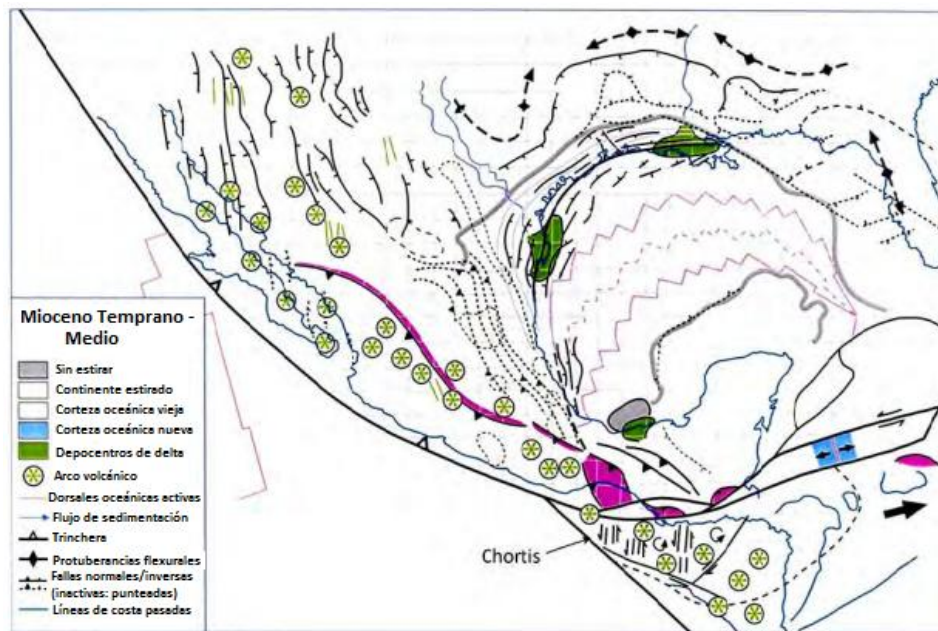 Mioceno Temprano -
Medio
Sin estirar
Continente estirado
Corteza oceánica vieja
Corteza oceánica nueva
Depocentros de delta
Arco volcánico
Dorsales oceánicas activas
Flujo de sedimentación
Trinchera
Protuberancias flexurales
Fallas normales/inversas
(inactivas: punteadas)
Líneas de costa pasadas
Chortis